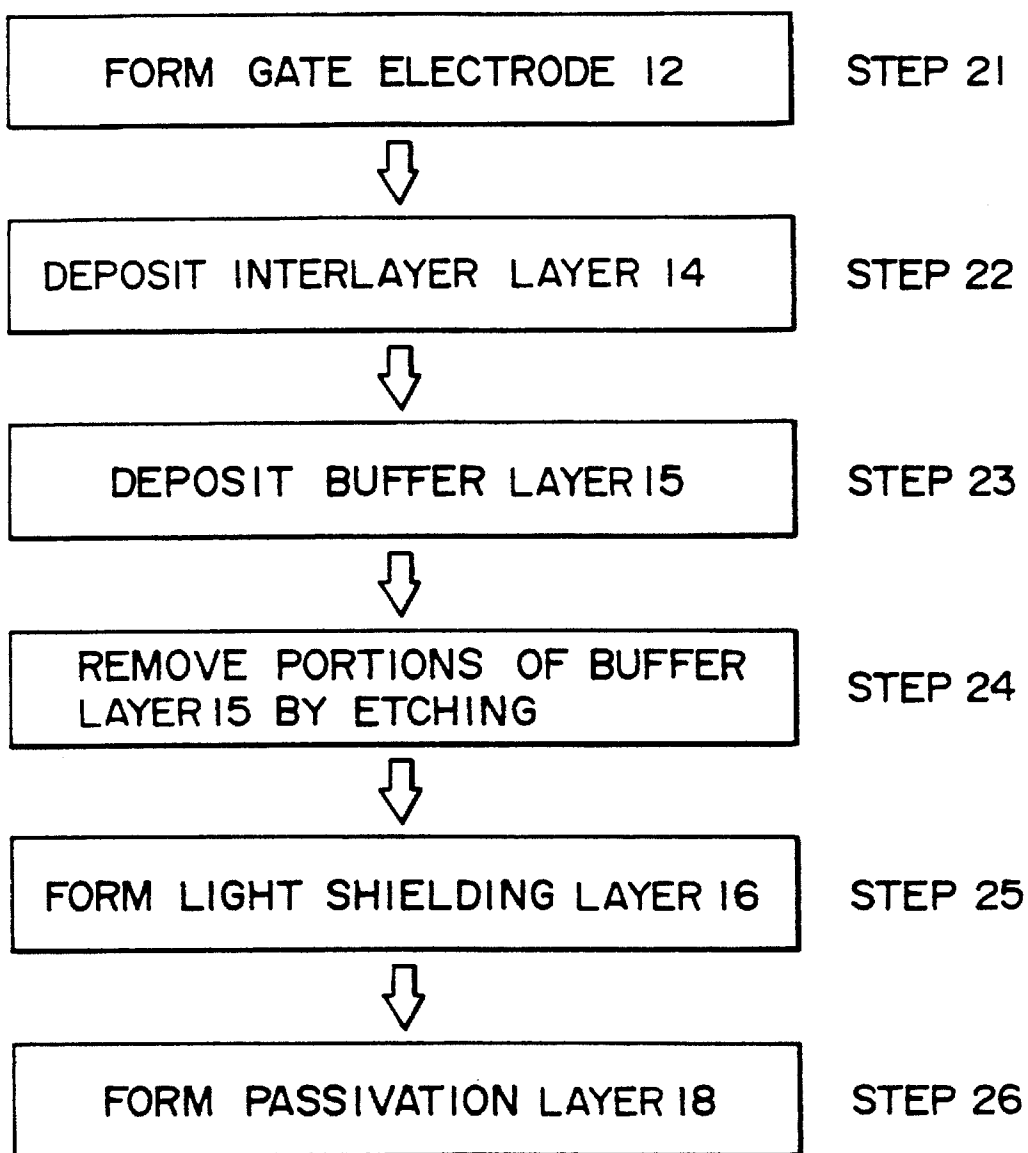 FORM GATE ELECTRODE 12 STEP 21
DEPOSIT INTERLAYER LAYER 14 STEP 22
DEPOSIT BUFFER LAYER 15 STEP 23
REMOVE PORTIONS OF BUFFER
LAYER 15 BY ETCHING
STEP 24
FORM LIGHT SHIELDING LAYER 16 STEP 25
FORM PASSIVATION LAYER 18 STEP 26